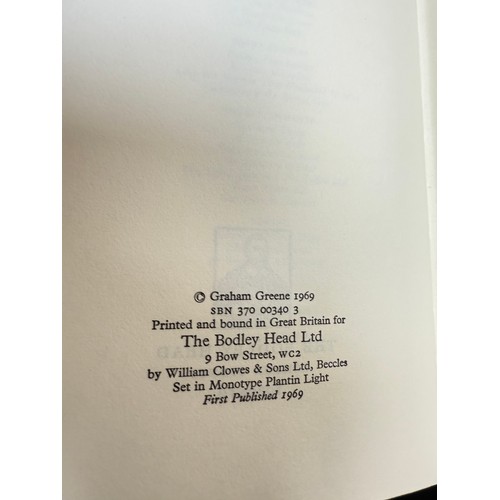 © Graham Greene 1969
SBN 370 00340 3
Printed and bound in Great Britain for
The Bodley Head Ltd
9 Bow Street, WC2
by William Clowes & Sons Ltd, Beccles
Set in Monotype Plantin Light
First Published 1969